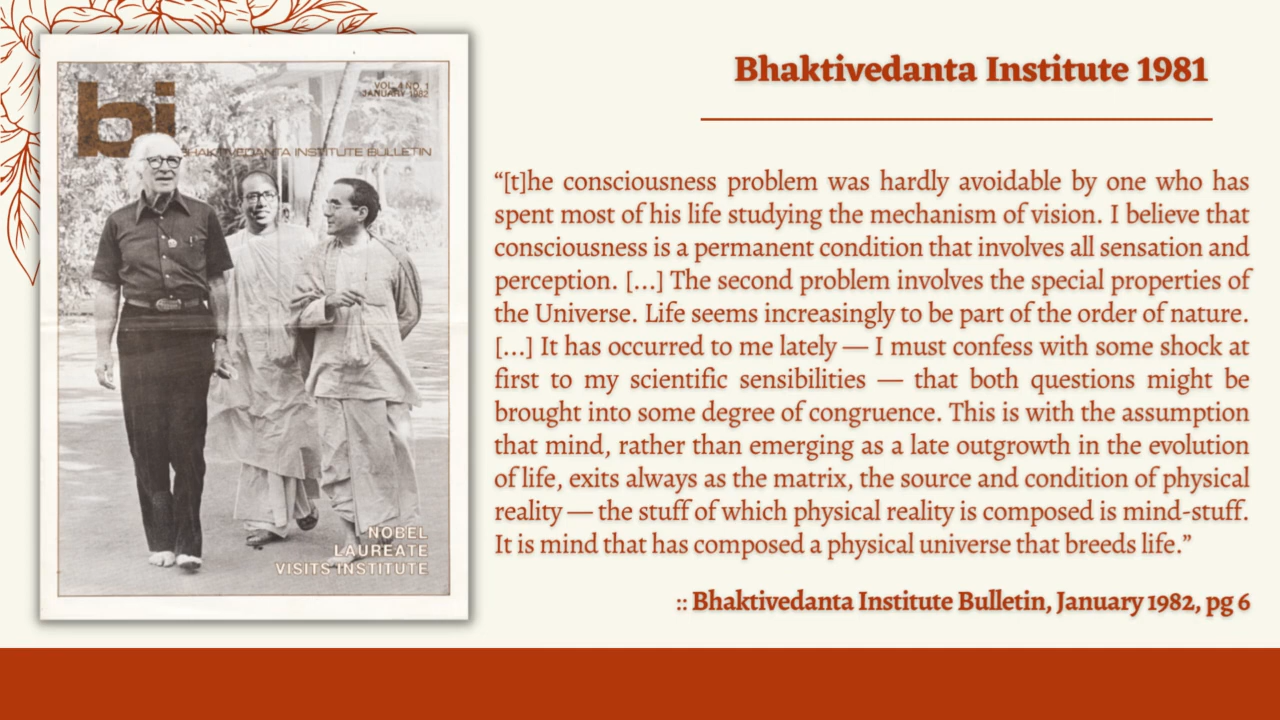 Bhaktivedanta Institute 1981
bi
VOL. 4 NO. 1
JANUARY 1982
BHAKTIVEDANTA INSTITUTE BULLETIN
NOBEL
LAUREATE
VISITS INSTITUTE
“[t]he consciousness problem was hardly avoidable by one who has
spent most of his life studying the mechanism of vision. I believe that
consciousness is a permanent condition that involves all sensation and
perception. […] The second problem involves the special properties of
the Universe. Life seems increasingly to be part of the order of nature.
[…] It has occurred to me lately — I must confess with some shock at
first to my scientific sensibilities — that both questions might be
brought into some degree of congruence. This is with the assumption
that mind, rather than emerging as a late outgrowth in the evolution
of life, exits always as the matrix, the source and condition of physical
reality — the stuff of which physical reality is composed is mind-stuff.
It is mind that has composed a physical universe that breeds life.”
:: Bhaktivedanta Institute Bulletin, January 1982, pg 6